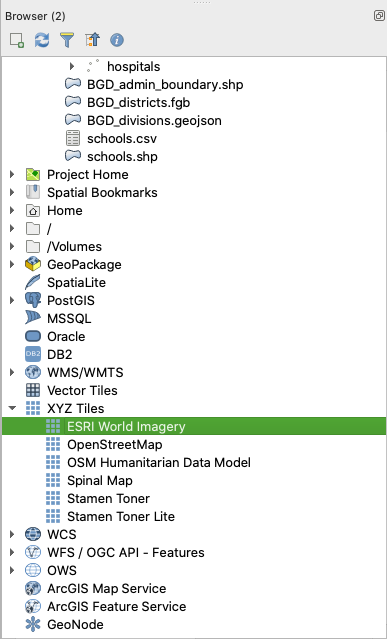 Browser (2)
hospitals
BGD_admin_boundary.shp
BGD_districts.fgb
BGD_divisions.geojson
schools.csv
schools.shp
Project Home
Spatial Bookmarks
Home
/
/Volumes
GeoPackage
SpatiaLite
PostGIS
MSSQL
Oracle
DB2
DB2
WMS/WMTS
Vector Tiles
XYZ Tiles
ESRI World Imagery
OpenStreetMap
OSM Humanitarian Data Model
Spinal Map
Stamen Toner
Stamen Toner Lite
WCS
WFS / OGC API - Features
OWS
ArcGIS Map Service
ArcGIS Feature Service
GeoNode